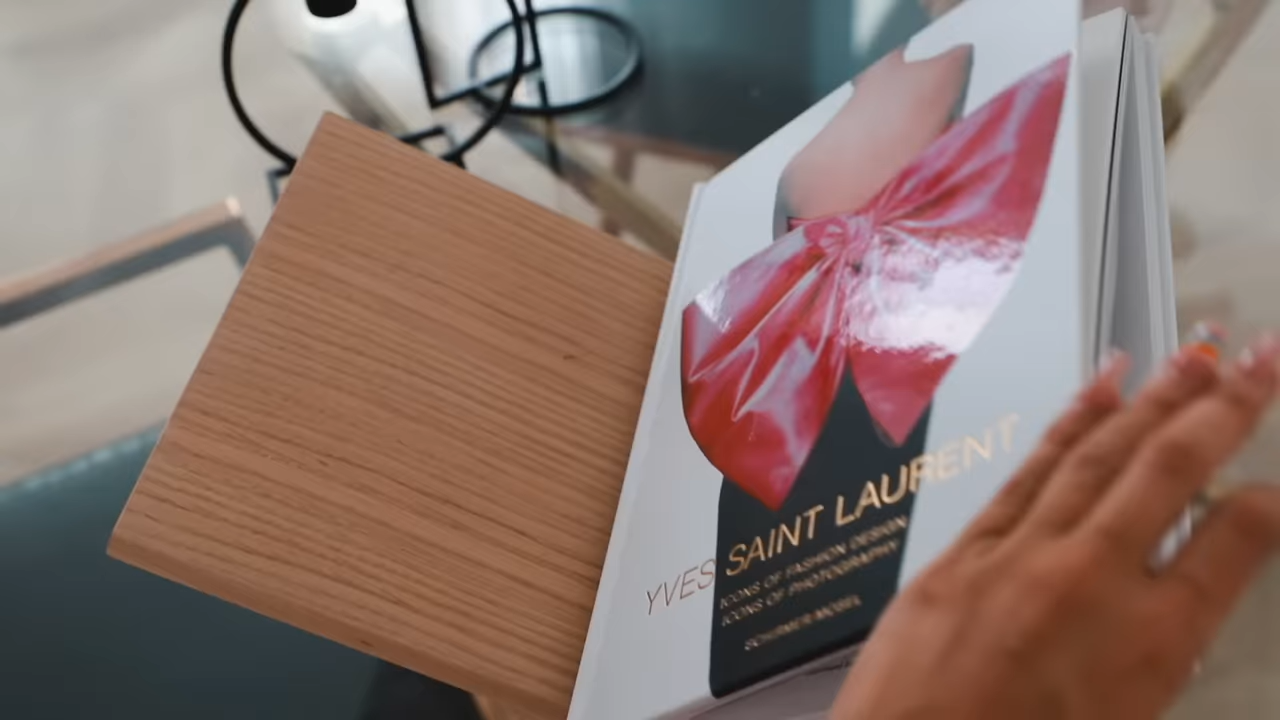 YVES SAINT LAURENT
ICONS OF FASHION DESIGN
ICONS OF PHOTOGRAPHY
SCHIRMER/MOSEL